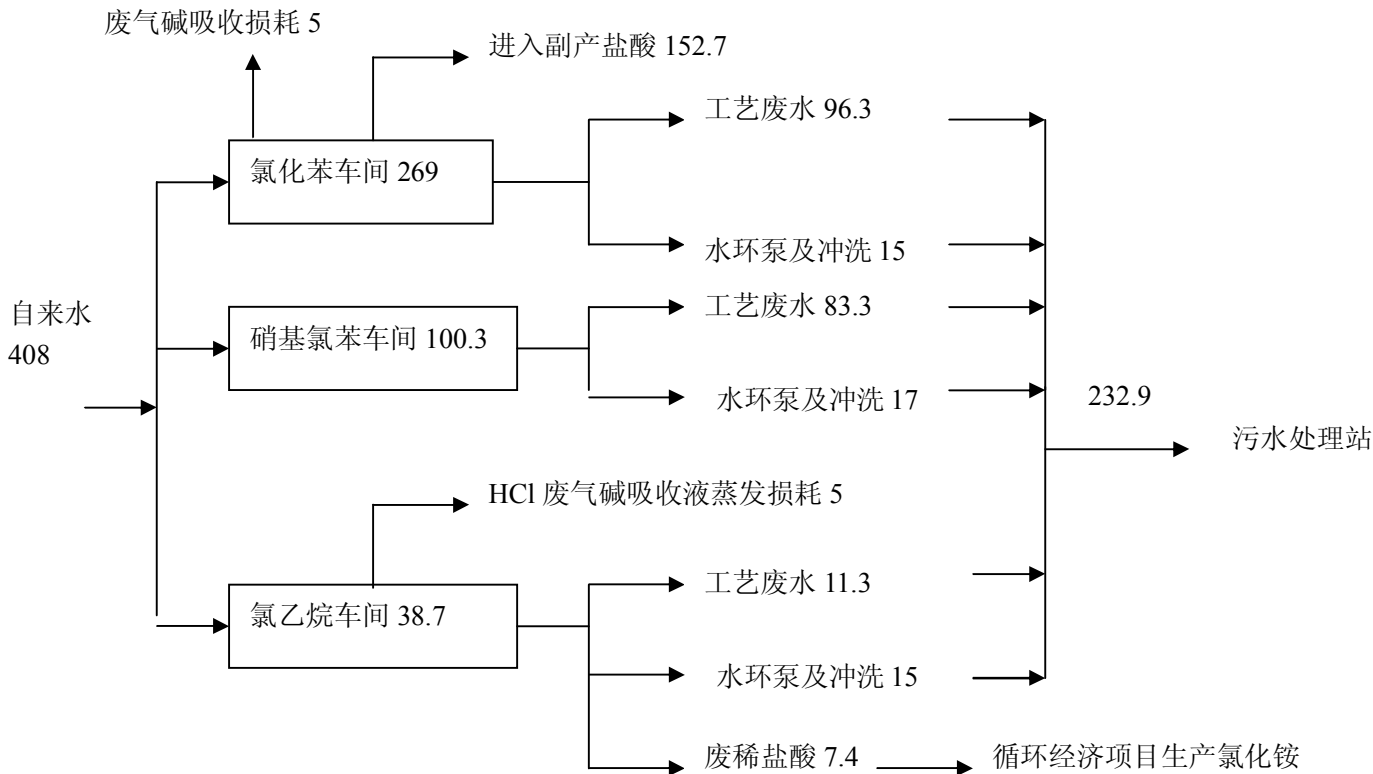 废气碱吸收损耗 5
进入副产盐酸 152.7
工艺废水 96.3
氯化苯车间 269
水环泵及冲洗 15
自来水
408
工艺废水 83.3
硝基氯苯车间 100.3
水环泵及冲洗 17
232.9
污水处理站
HCl 废气碱吸收液蒸发损耗 5
工艺废水 11.3
氯乙烷车间 38.7
水环泵及冲洗 15
废稀盐酸 7.4
循环经济项目生产氯化铵